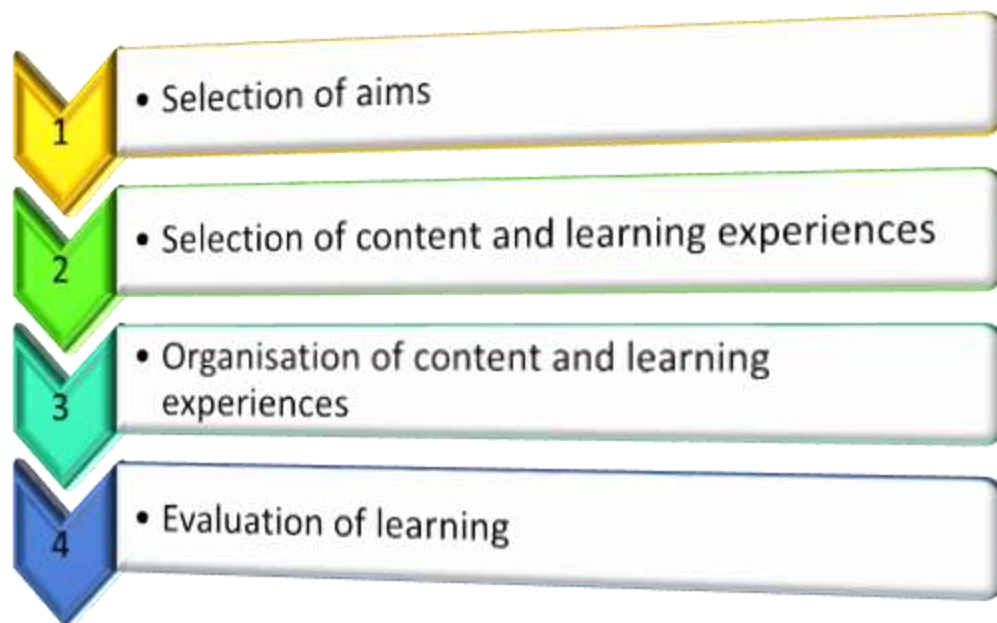 1
• Selection of aims
2
• Selection of content and learning experiences
3
• Organisation of content and learning
experiences
4
• Evaluation of learning